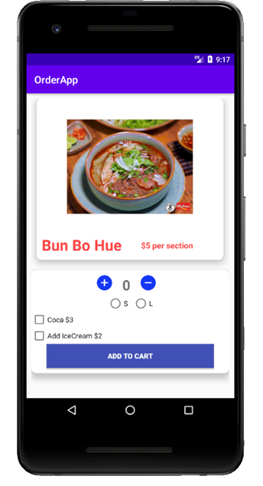 9:17
OrderApp
Bun Bo Hue
$5 per section
0
S
L
Coca $3
Add IceCream $2
ADD TO CART